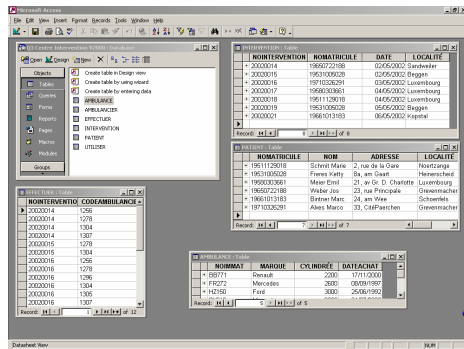 Microsoft Access
File Edit View Insert Format Records Tools Window Help
Q3 Centre Intervention V2000 : Database
Open Design New
Objects
Tables
Queries
Forms
Reports
Pages
Macros
Modules
Groups
Create table in Design view
Create table by using wizard
Create table by entering data
AMBULANCE
AMBULANCIER
EFFECTUER
INTERVENTION
PATIENT
UTILISER
INTERVENTION : Table
NOINTERVENTION NOMATRICULE DATE LOCALITÉ
+ 20020014 19650722188 02/05/2002 Sandweiler
+ 20020015 19531005028 02/05/2002 Beggen
+ 20020016 19710326291 03/05/2002 Luxembourg
+ 20020017 19580303661 04/05/2002 Luxembourg
+ 20020018 19511129018 04/05/2002 Luxembourg
+ 20020019 19531005028 05/05/2002 Beggen
+ 20020021 19661013183 06/05/2002 Kopstal
Record: 8 of 8
PATIENT : Table
NOMATRICULE NOM ADRESSE LOCALITÉ
+ 19511129018 Schmit Marie 2, rue de la Gare Noertzange
+ 19531005028 Freres Ketty 8a, am Gaart Heinerscheid
+ 19580303661 Meier Emil 21, av Gr. D. Charlotte Luxembourg
+ 19650722188 Weber Jos 23, rue Principale Grevenmacher
+ 19661013183 Bintner Marc 24, am Wee Schoenfels
+ 19710326291 Alves Marco 33, CitéPaerchen Grevenmacher
Record: 7 of 7
EFFECTUER : Table
NOINTERVENTIO CODEAMBULANCIE
20020014 1256
20020014 1278
20020014 1304
20020014 1307
20020015 1256
20020015 1278
20020015 1304
20020016 1278
20020016 1304
20020016 1305
20020016 1307
Record: 1 of 12
AMBULANCE : Table
NOIMMAT MARQUE CYLINDRÉE DATEACHAT
+ BB771 Renault 2200 17/11/2000
+ FR272 Mercedes 2600 08/09/1997
+ HZ150 Ford 3000 25/06/1992
Record: 5 of 5
Datasheet View
NUM